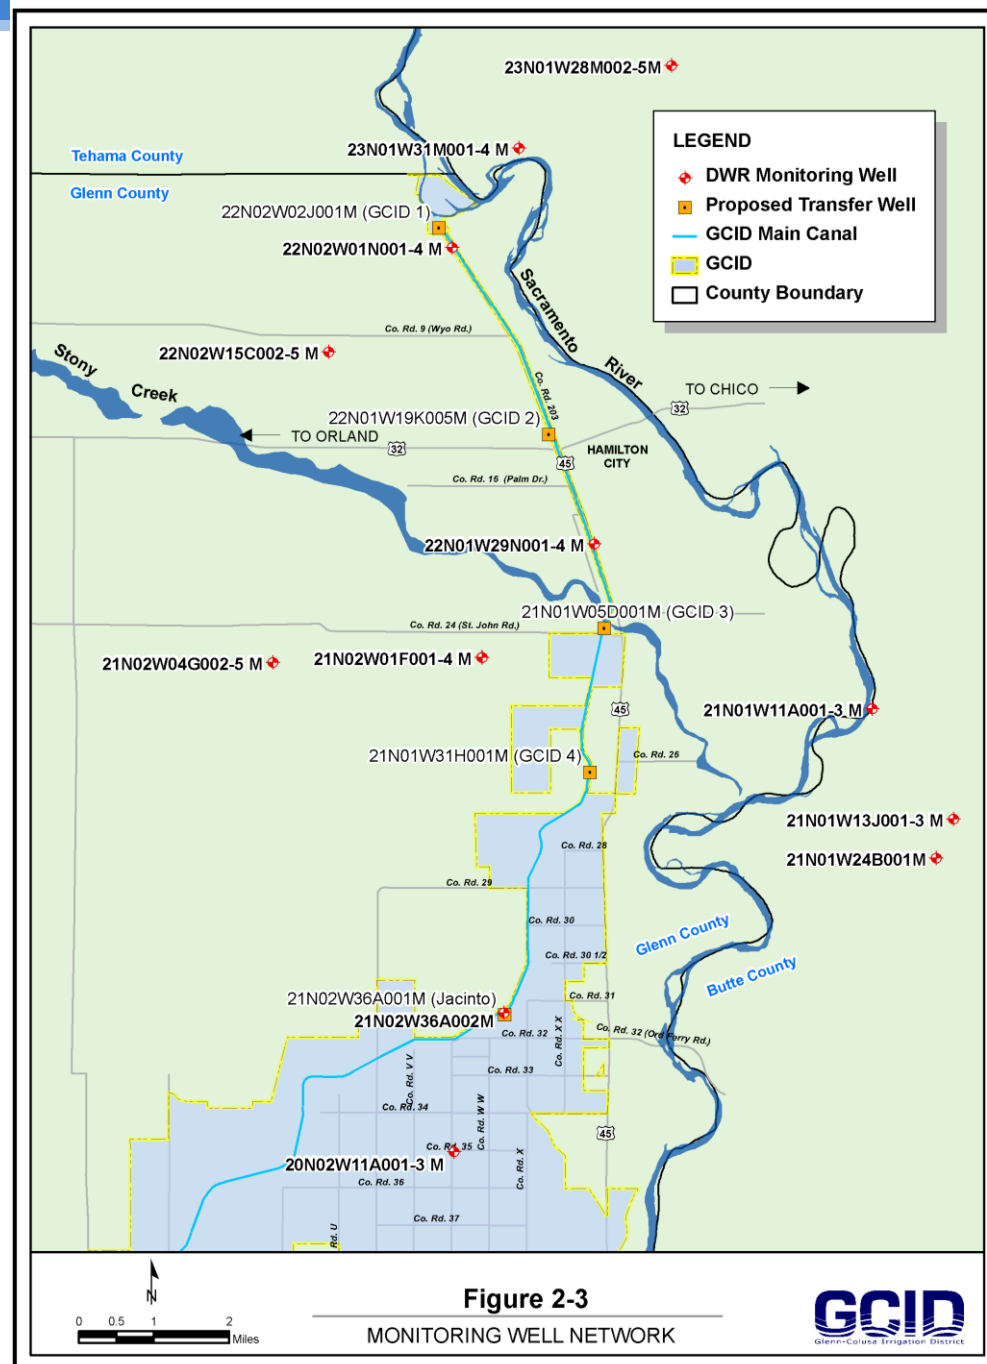 23N01W28M002-5M
LEGEND
DWR Monitoring Well
Proposed Transfer Well
GCID Main Canal
GCID
County Boundary
23N01W31M001-4 M
Tehama County
Glenn County
22N02W02J001M (GCID 1)
22N02W01N001-4 M
Sacramento
River
Co. Rd. 9 (Wyo Rd.)
22N02W15C002-5 M
Stony
Creek
Co. Rd. 203
TO CHICO
32
22N01W19K005M (GCID 2)
TO ORLAND
32
HAMILTON
CITY
45
Co. Rd. 16 (Palm Dr.)
22N01W29N001-4 M
21N01W05D001M (GCID 3)
Co. Rd. 24 (St. John Rd.)
21N02W04G002-5 M
21N02W01F001-4 M
45
21N01W11A001-3 M
21N01W31H001M (GCID 4)
Co. Rd. 26
21N01W13J001-3 M
21N01W24B001M
Co. Rd. 28
Co. Rd. 29
Co. Rd. 30
Glenn County
Butte County
Co. Rd. 30 1/2
21N02W36A001M (Jacinto)
21N02W36A002M
Co. Rd. 31
Co. Rd. 32
Co. Rd. X X
Co. Rd. 32 (Ord Ferry Rd.)
Co. Rd. V V
Co. Rd. 33
Co. Rd. 34
Co. Rd. W W
45
Co. Rd. 35
20N02W11A001-3 M
Co. Rd. X
Co. Rd. 36
Co. Rd. 37
Rd. U
N
0 0.5 1 2
Miles
Figure 2-3
MONITORING WELL NETWORK
GCID
Glenn-Colusa Irrigation District